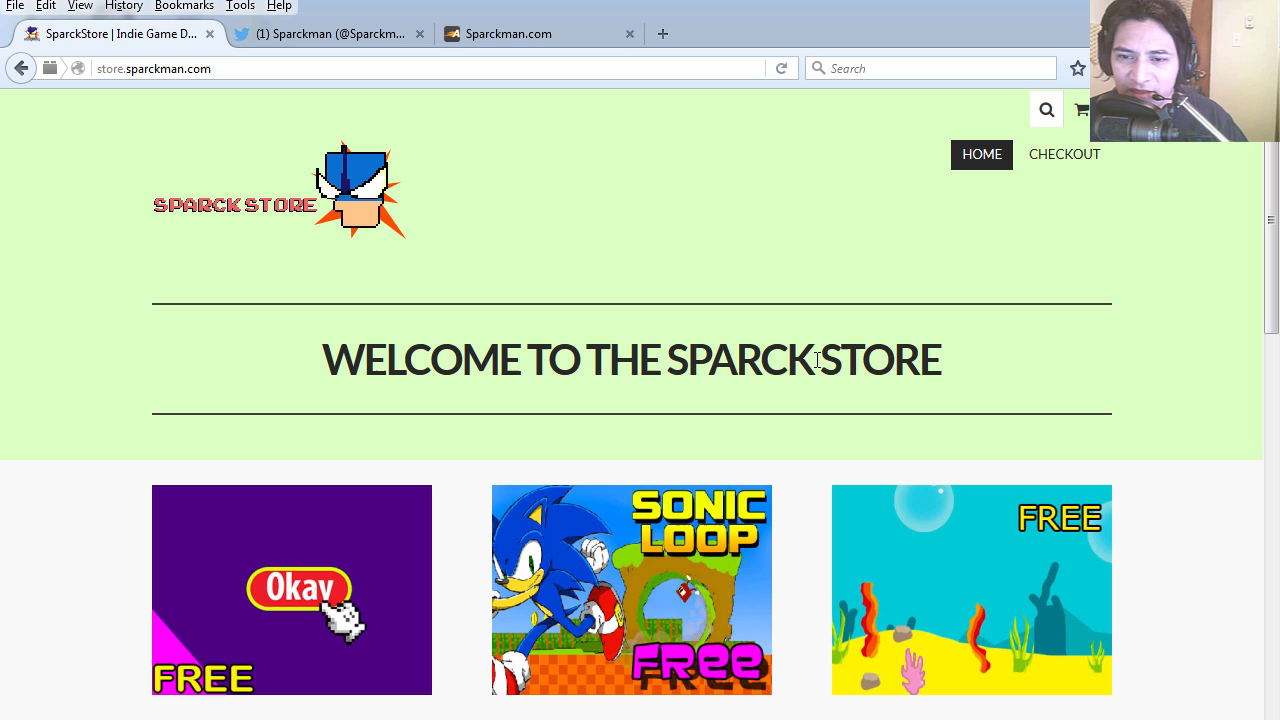 File Edit View History Bookmarks Tools Help
SparckStore | Indie Game D... (1) Sparckman (@Sparckm... Sparckman.com
store.sparckman.com Search
HOME CHECKOUT
SPARCK STORE
WELCOME TO THE SPARCK STORE
Okay
FREE
SONIC
LOOP
FREE
FREE